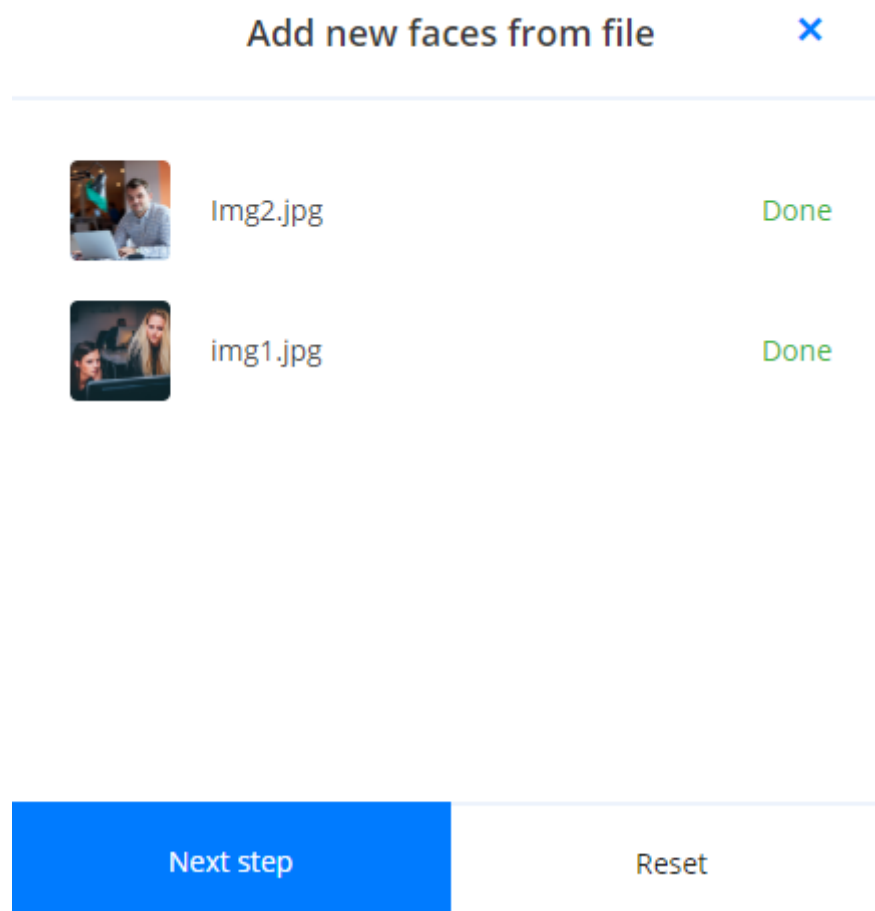 Add new faces from file
Img2.jpg Done
img1.jpg Done
Next step Reset